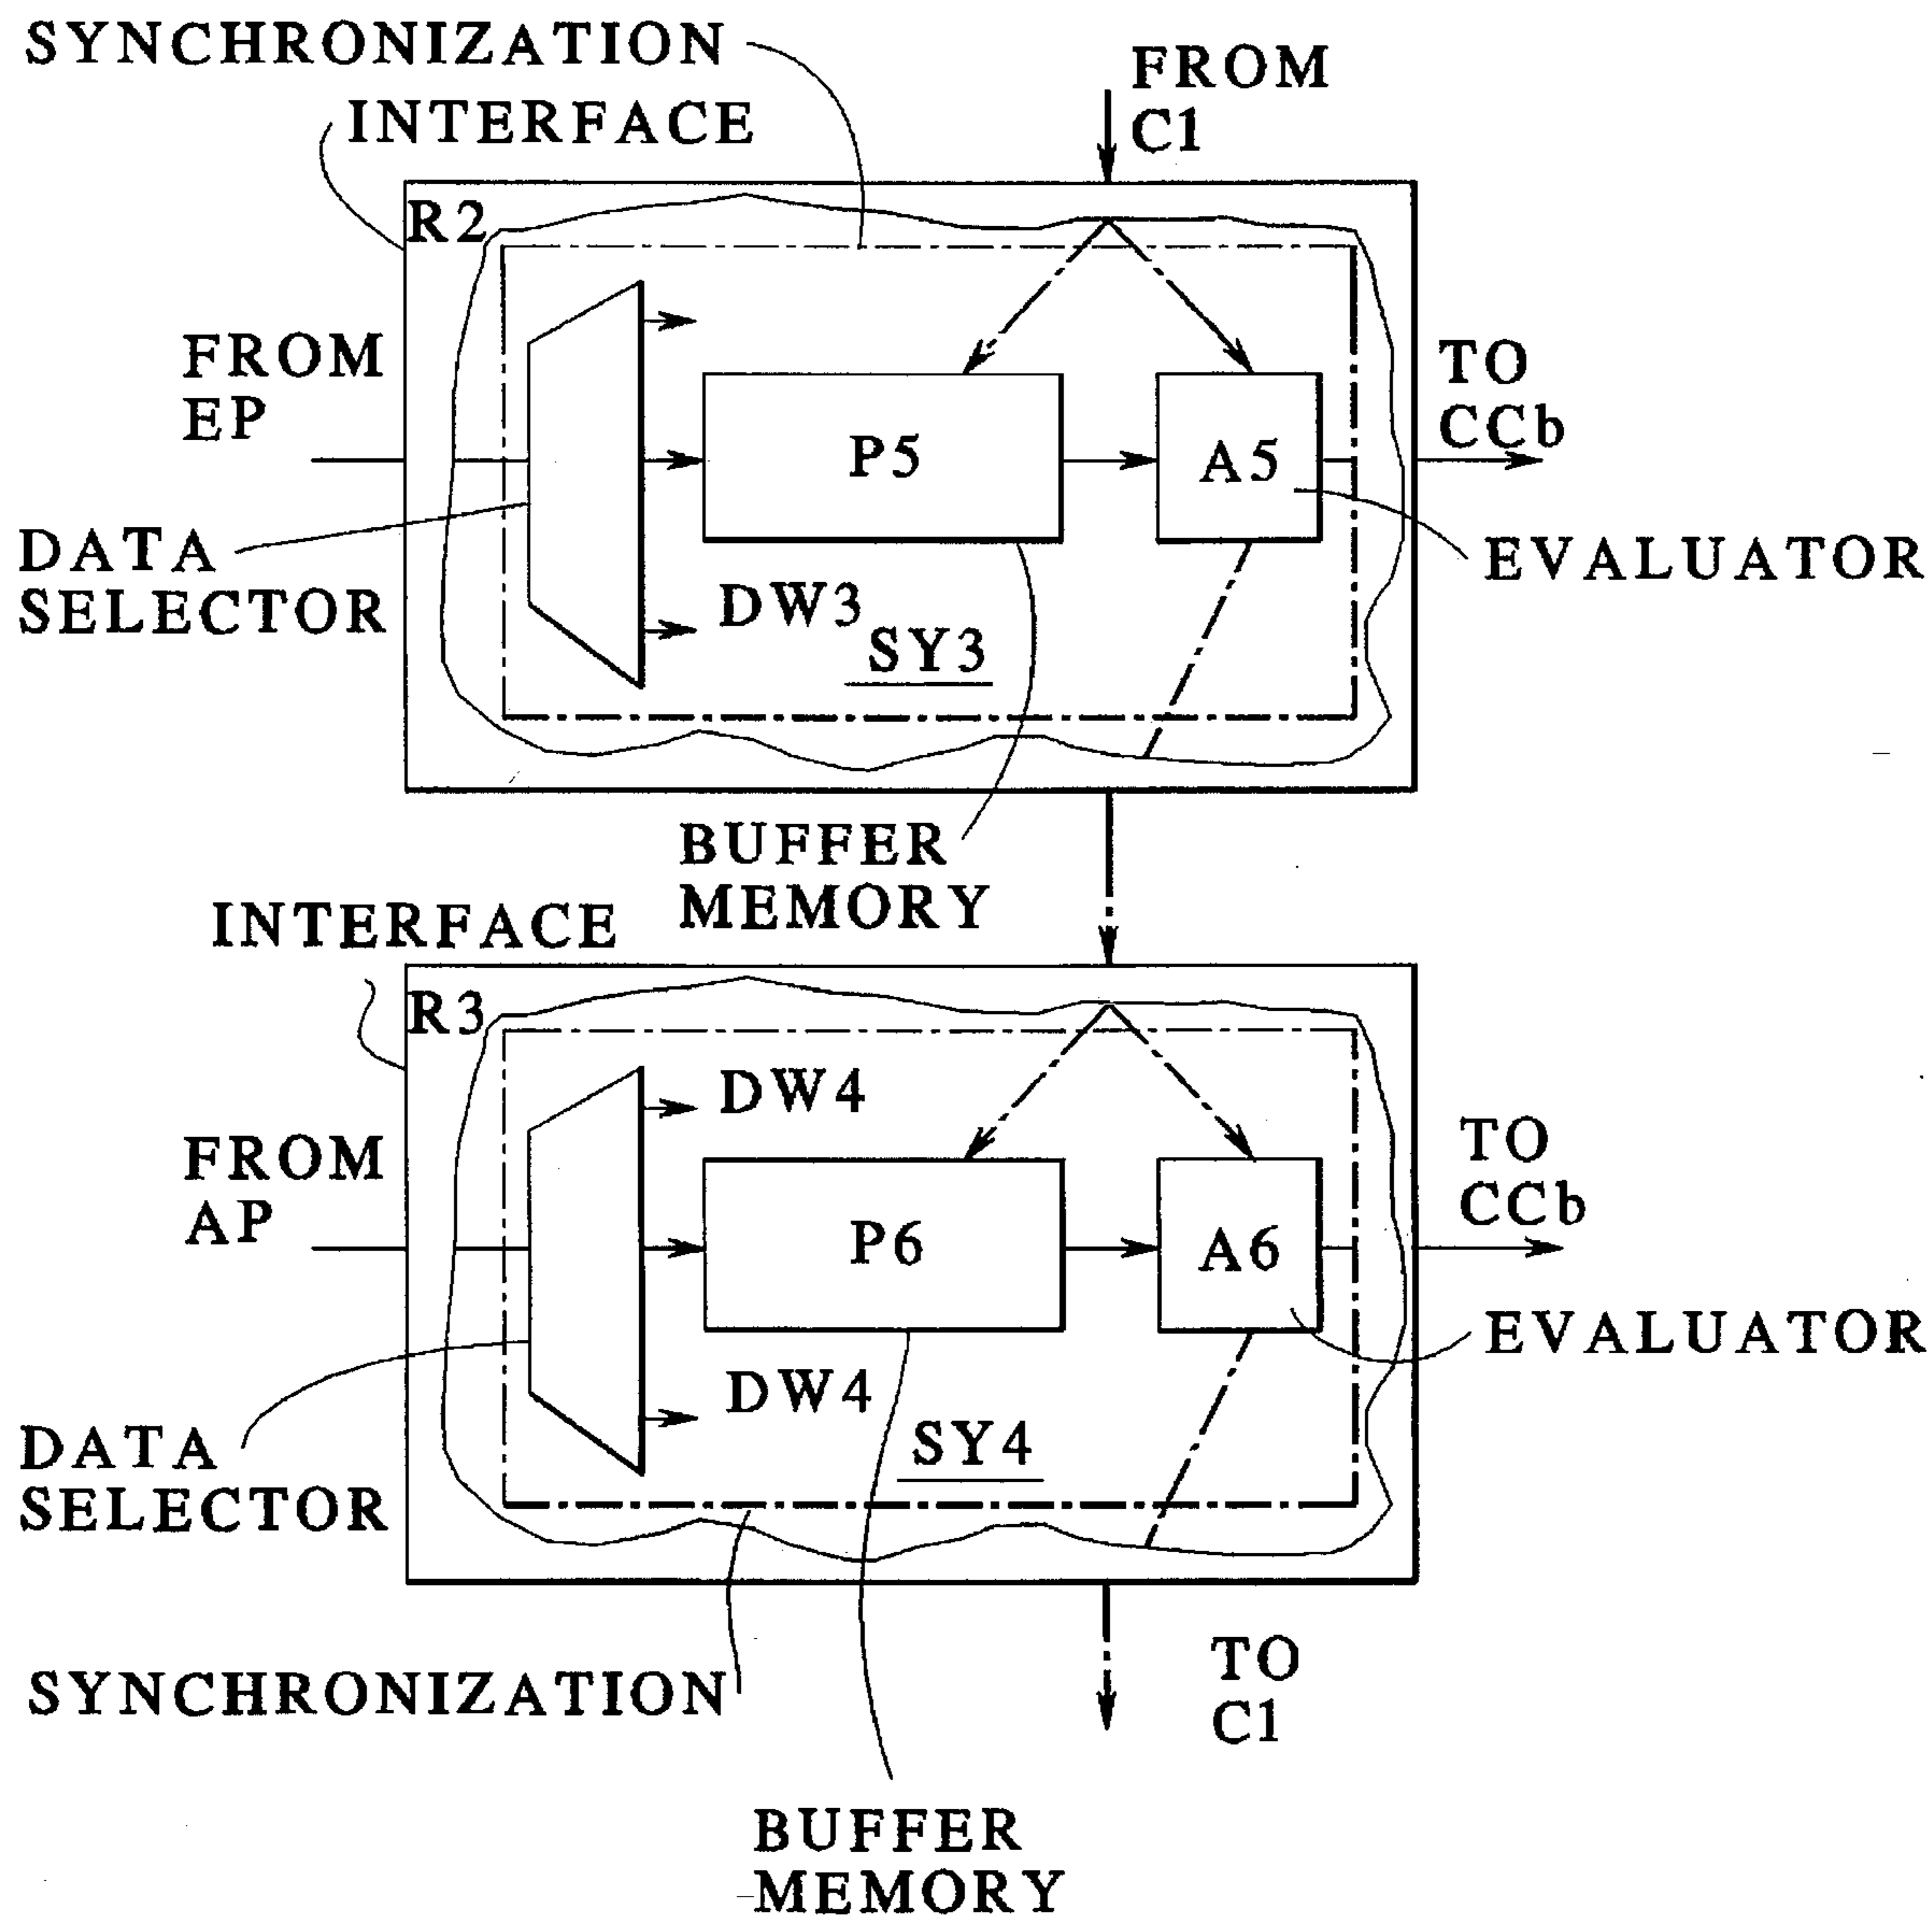 SYNCHRONIZATION
INTERFACE
FROM
C1
R2
FROM
EP
TO
CCb
P5
A5
DATA
SELECTOR
EVALUATOR
DW3
SY3
BUFFER
MEMORY
INTERFACE
R3
DW4
FROM
AP
TO
CCb
P6
A6
EVALUATOR
DW4
SY4
DATA
SELECTOR
SYNCHRONIZATION
TO
C1
BUFFER
MEMORY